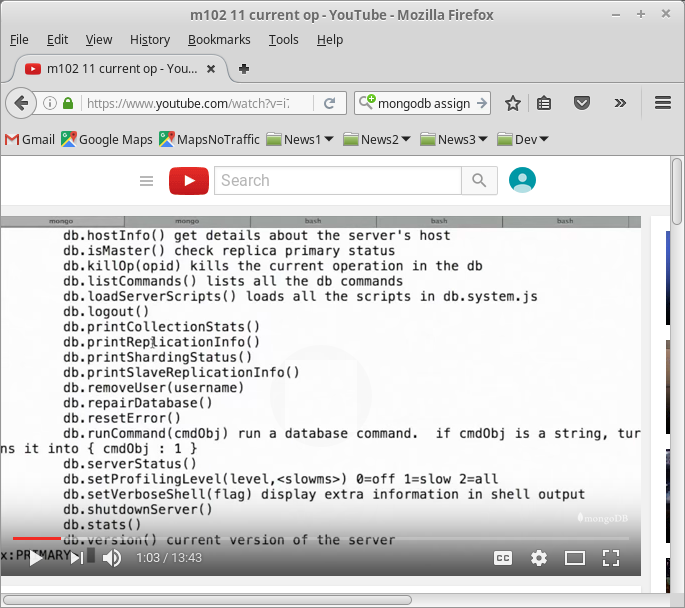 m102 11 current op - YouTube - Mozilla Firefox
File Edit View History Bookmarks Tools Help
m102 11 current op - You...
https://www.youtube.com/watch?v=i
mongodb assign
Gmail Google Maps MapsNoTraffic News1 News2 News3 Dev
Search
mongo mongo bash bash bash
db.hostInfo() get details about the server's host
db.isMaster() check replica primary status
db.killOp(opid) kills the current operation in the db
db.listCommands() lists all the db commands
db.loadServerScripts() loads all the scripts in db.system.js
db.logout()
db.printCollectionStats()
db.printReplicationInfo()
db.printShardingStatus()
db.printSlaveReplicationInfo()
db.removeUser(username)
db.repairDatabase()
db.resetError()
db.runCommand(cmdObj) run a database command.  if cmdObj is a string, tur
ns it into { cmdObj : 1 }
db.serverStatus()
db.setProfilingLevel(level,<slowms>) 0=off 1=slow 2=all
db.setVerboseShell(flag) display extra information in shell output
db.shutdownServer()
mongoDB
db.stats()
db.version() current version of the server
x:PRIMARY>
1:03 / 13:43
CC